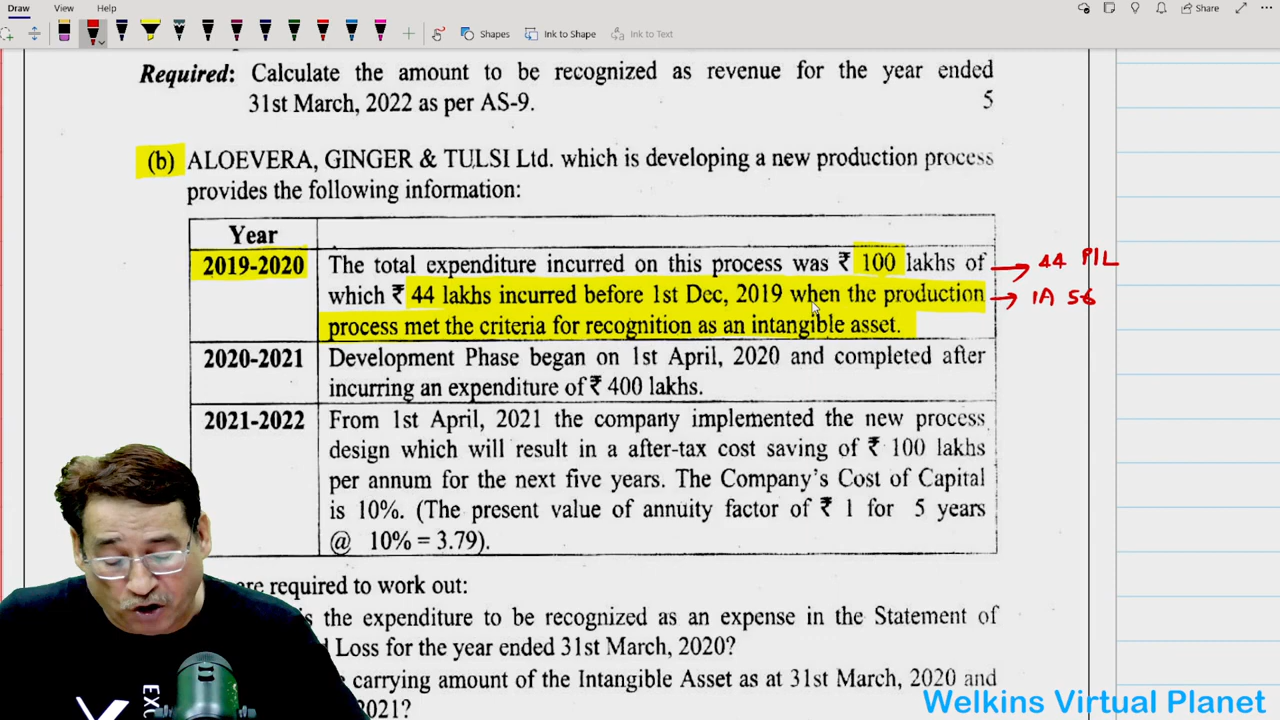 Draw View Help
Shapes Ink to Shape Ink to Text Share
Required: Calculate the amount to be recognized as revenue for the year ended
31st March, 2022 as per AS-9. 5
(b) ALOEVERA, GINGER & TULSI Ltd. which is developing a new production process
provides the following information:
Year
2019-2020 The total expenditure incurred on this process was ₹ 100 lakhs of → 44 P/L
which ₹ 44 lakhs incurred before 1st Dec, 2019 when the production → IA 56
process met the criteria for recognition as an intangible asset.
2020-2021 Development Phase began on 1st April, 2020 and completed after
incurring an expenditure of ₹ 400 lakhs.
2021-2022 From 1st April, 2021 the company implemented the new process
design which will result in a after-tax cost saving of ₹ 100 lakhs
per annum for the next five years. The Company's Cost of Capital
is 10%. (The present value of annuity factor of ₹ 1 for 5 years
@ 10% = 3.79).
are required to work out:
the expenditure to be recognized as an expense in the Statement of
Loss for the year ended 31st March, 2020?
carrying amount of the Intangible Asset as at 31st March, 2020 and
2021?
EXC
Welkins Virtual Planet